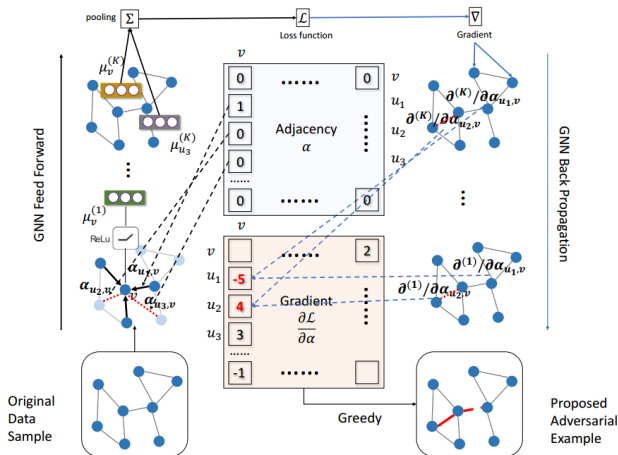 pooling
Σ
ℒ
∇
Loss function
Gradient
GNN Feed Forward
μ_v^(K)
μ_{u_3}^(K)
⋮
μ_v^(1)
ReLu
α_{u_1,v}
α_{u_2,v}
v
α_{u_3,v}
v
0 ...... 0
1
0
0
......
0 ...... 0
Adjacency
α
v
u_1
u_2
u_3
v
v
u_1
u_2
u_3
...... 2
-5
4
3
......
-1 ......
Gradient
∂ℒ
∂α
∂^(K)/∂α_{u_1,v}
∂^(K)/∂α_{u_2,v}
⋮
∂^(1)/∂α_{u_1,v}
∂^(1)/∂α_{u_2,v}
GNN Back Propagation
Original
Data
Sample
Greedy
Proposed
Adversarial
Example